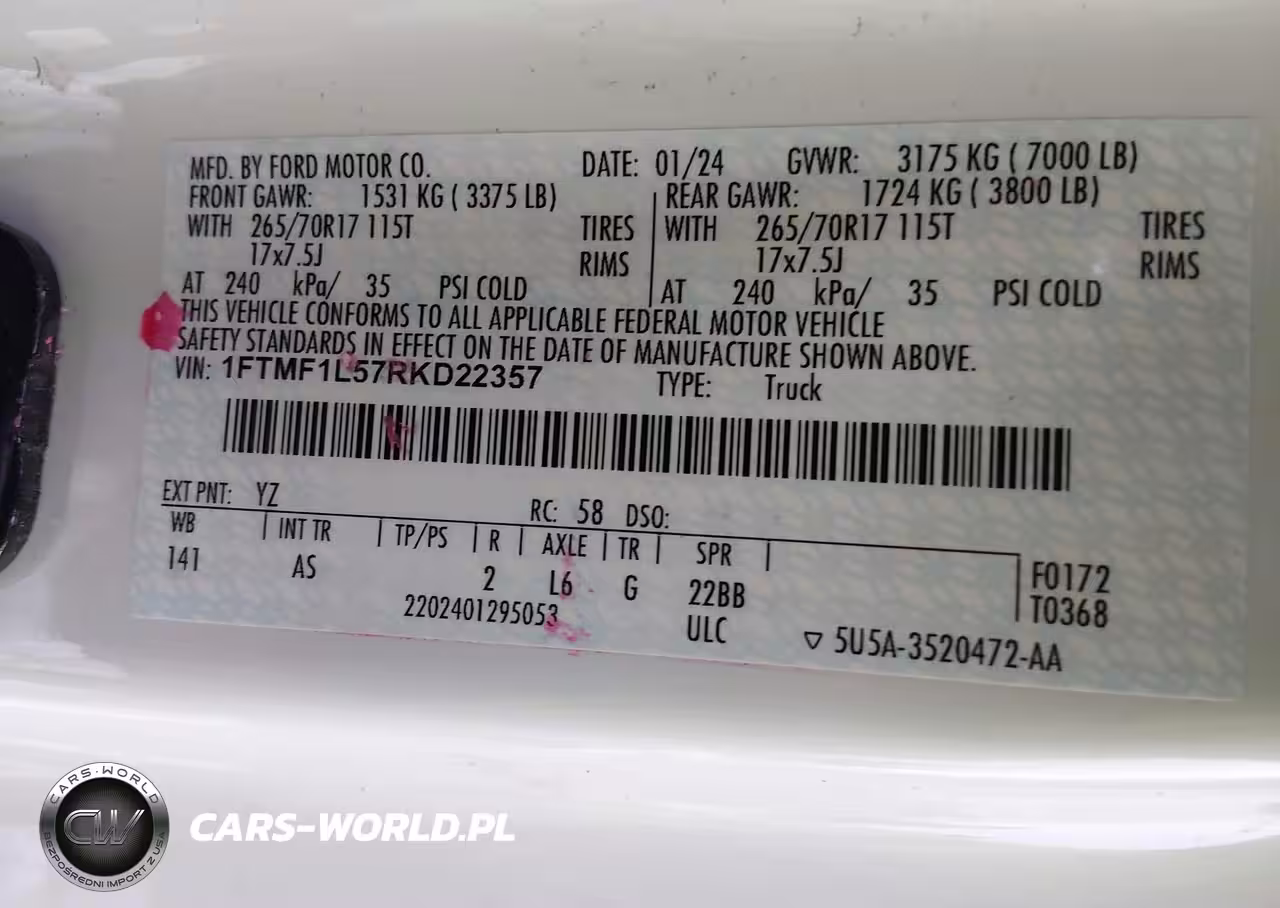 MFD. BY FORD MOTOR CO. DATE: 01/24 GVWR: 3175 KG ( 7000 LB)
FRONT GAWR: 1531 KG ( 3375 LB) REAR GAWR: 1724 KG ( 3800 LB)
WITH 265/70R17 115T TIRES WITH 265/70R17 115T TIRES
17x7.5J RIMS 17x7.5J RIMS
AT 240 kPa/ 35 PSI COLD AT 240 kPa/ 35 PSI COLD
THIS VEHICLE CONFORMS TO ALL APPLICABLE FEDERAL MOTOR VEHICLE
SAFETY STANDARDS IN EFFECT ON THE DATE OF MANUFACTURE SHOWN ABOVE.
VIN: 1FTMF1L57RKD22357 TYPE: Truck
EXT PNT: YZ RC: 58 DSO:
WB | INT TR | TP/PS | R | AXLE | TR | SPR |
141 AS 2 L6 G 22BB F0172
2202401295053 ULC T0368
▽ 5U5A-3520472-AA
CARS-WORLD
CW
BEZPOŚREDNI IMPORT Z USA
CARS-WORLD.PL